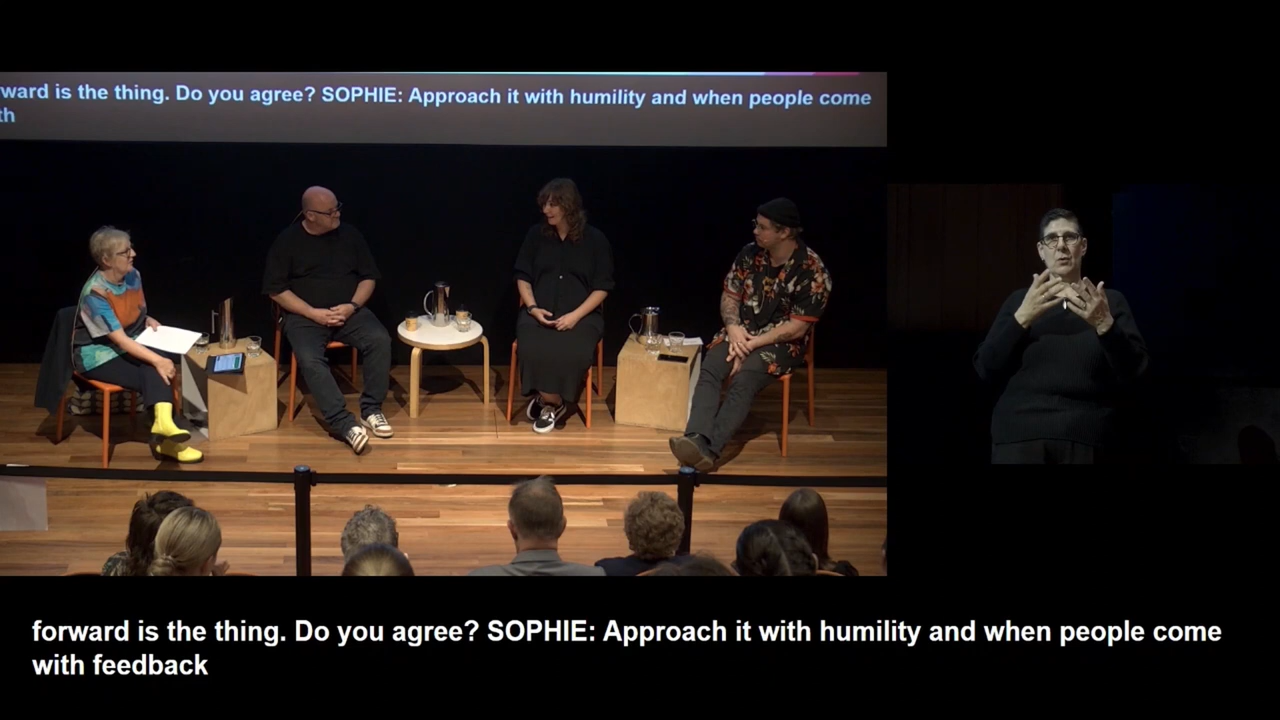 ward is the thing. Do you agree? SOPHIE: Approach it with humility and when people come
th
forward is the thing. Do you agree? SOPHIE: Approach it with humility and when people come
with feedback